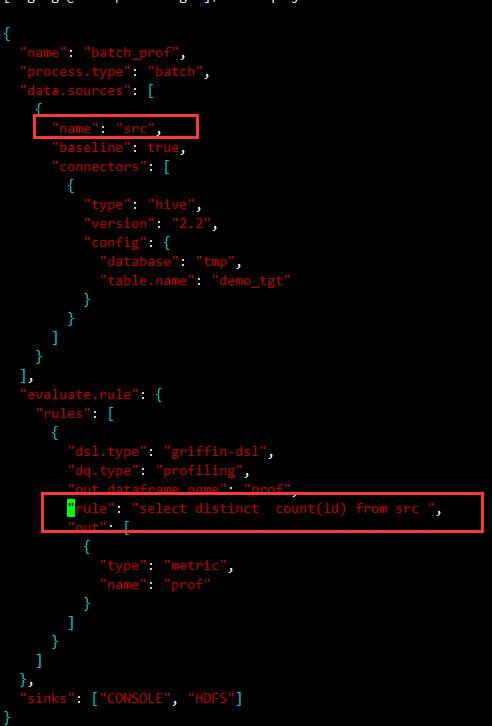 {
  "name": "batch_prof",
  "process.type": "batch",
  "data.sources": [
    {
      "name": "src",
      "baseline": true,
      "connectors": [
        {
          "type": "hive",
          "version": "2.2",
          "config": {
            "database": "tmp",
            "table.name": "demo_tgt"
          }
        }
      ]
    }
  ],
  "evaluate.rule": {
    "rules": [
      {
        "dsl.type": "griffin-dsl",
        "dq.type": "profiling",
        "out.dataframe.name": "prof",
        "rule": "select distinct  count(id) from src ",
        "out": [
          {
            "type": "metric",
            "name": "prof"
          }
        ]
      }
    ]
  },
  "sinks": ["CONSOLE", "HDFS"]
}